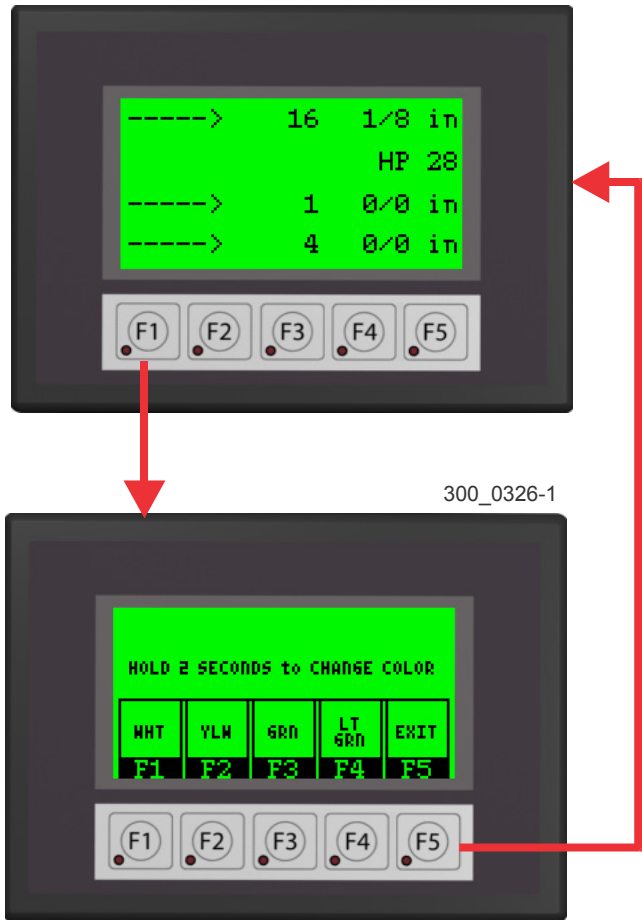 -----> 16 1/8 in
HP 28
-----> 1 0/0 in
-----> 4 0/0 in
F1 F2 F3 F4 F5
300_0326-1
HOLD 2 SECONDS to CHANGE COLOR
WHT YLW GRN LT GRN EXIT
F1 F2 F3 F4 F5
F1 F2 F3 F4 F5